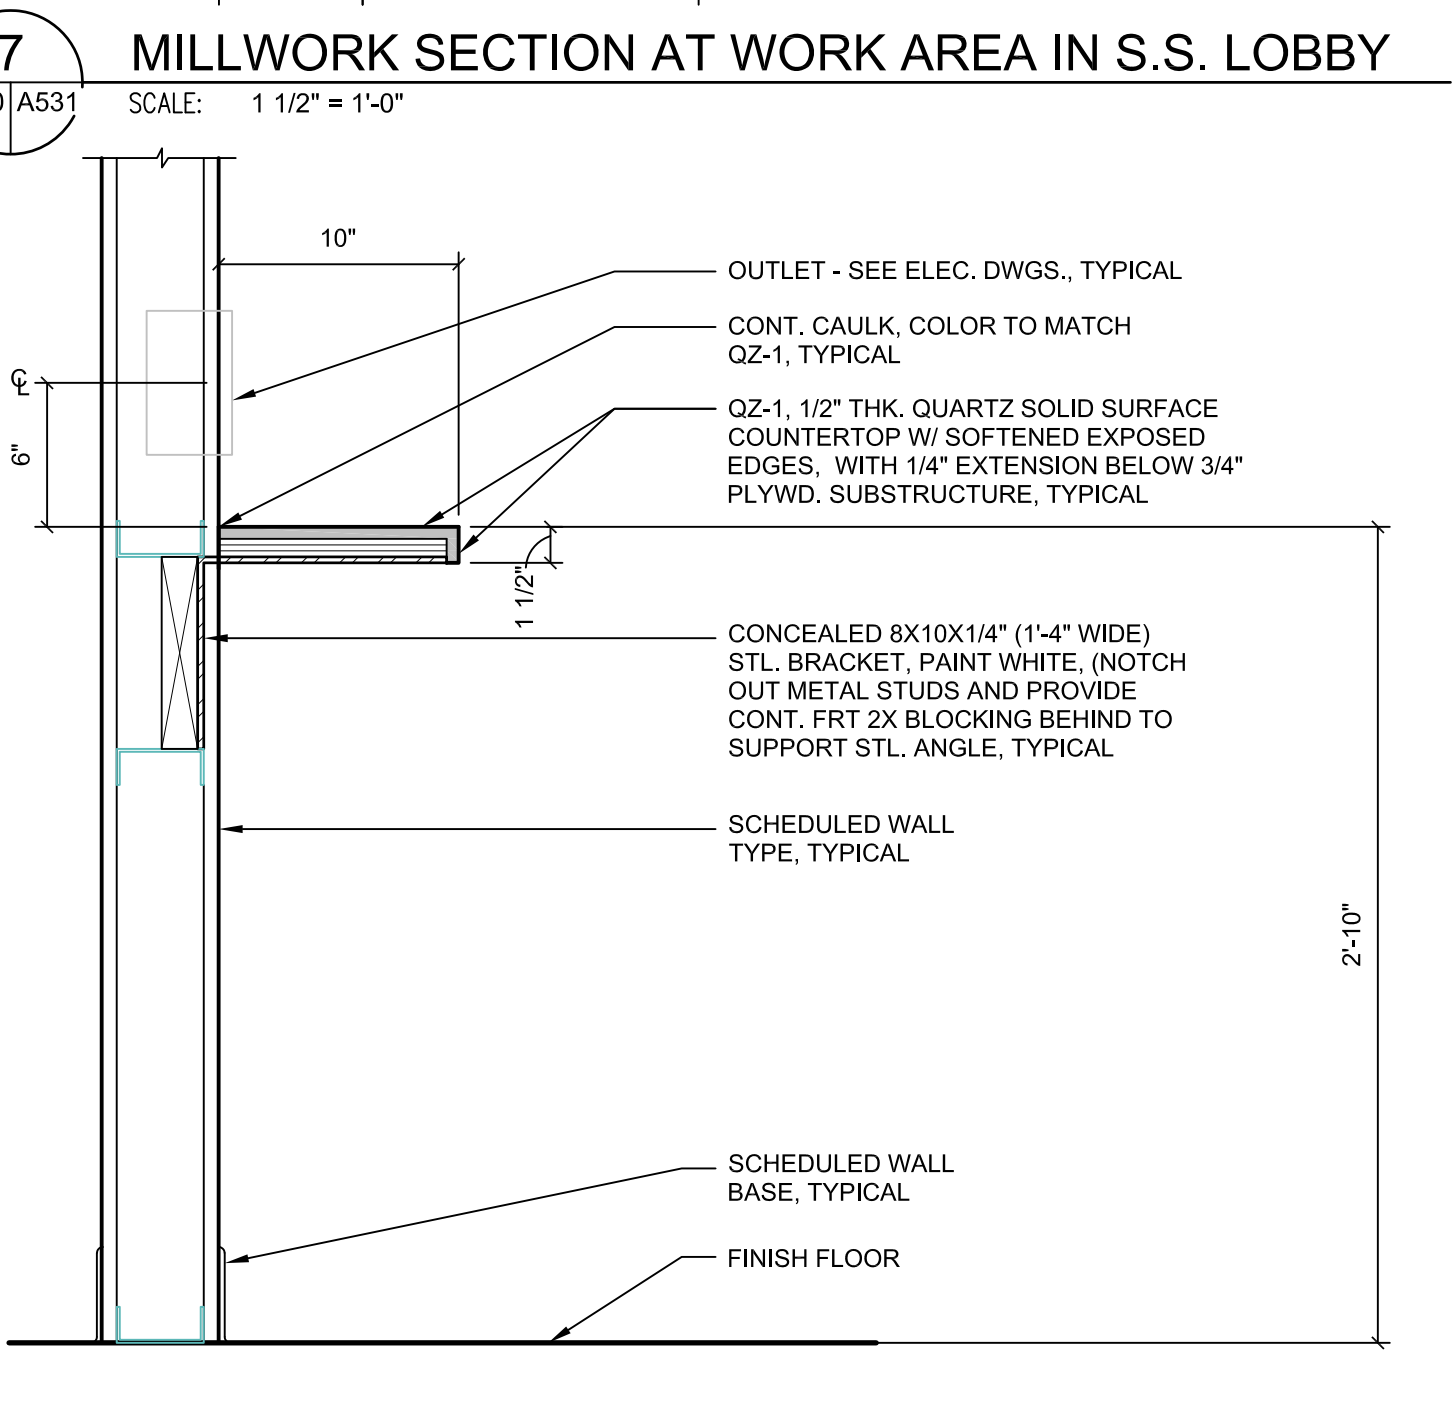 7
MILLWORK SECTION AT WORK AREA IN S.S. LOBBY
A531
SCALE: 1 1/2" = 1'-0"
10"
OUTLET - SEE ELEC. DWGS., TYPICAL
CONT. CAULK, COLOR TO MATCH
QZ-1, TYPICAL
℄
6"
QZ-1, 1/2" THK. QUARTZ SOLID SURFACE
COUNTERTOP W/ SOFTENED EXPOSED
EDGES, WITH 1/4" EXTENSION BELOW 3/4"
PLYWD. SUBSTRUCTURE, TYPICAL
1 1/2"
CONCEALED 8X10X1/4" (1'-4" WIDE)
STL. BRACKET, PAINT WHITE, (NOTCH
OUT METAL STUDS AND PROVIDE
CONT. FRT 2X BLOCKING BEHIND TO
SUPPORT STL. ANGLE, TYPICAL
SCHEDULED WALL
TYPE, TYPICAL
2'-10"
SCHEDULED WALL
BASE, TYPICAL
FINISH FLOOR